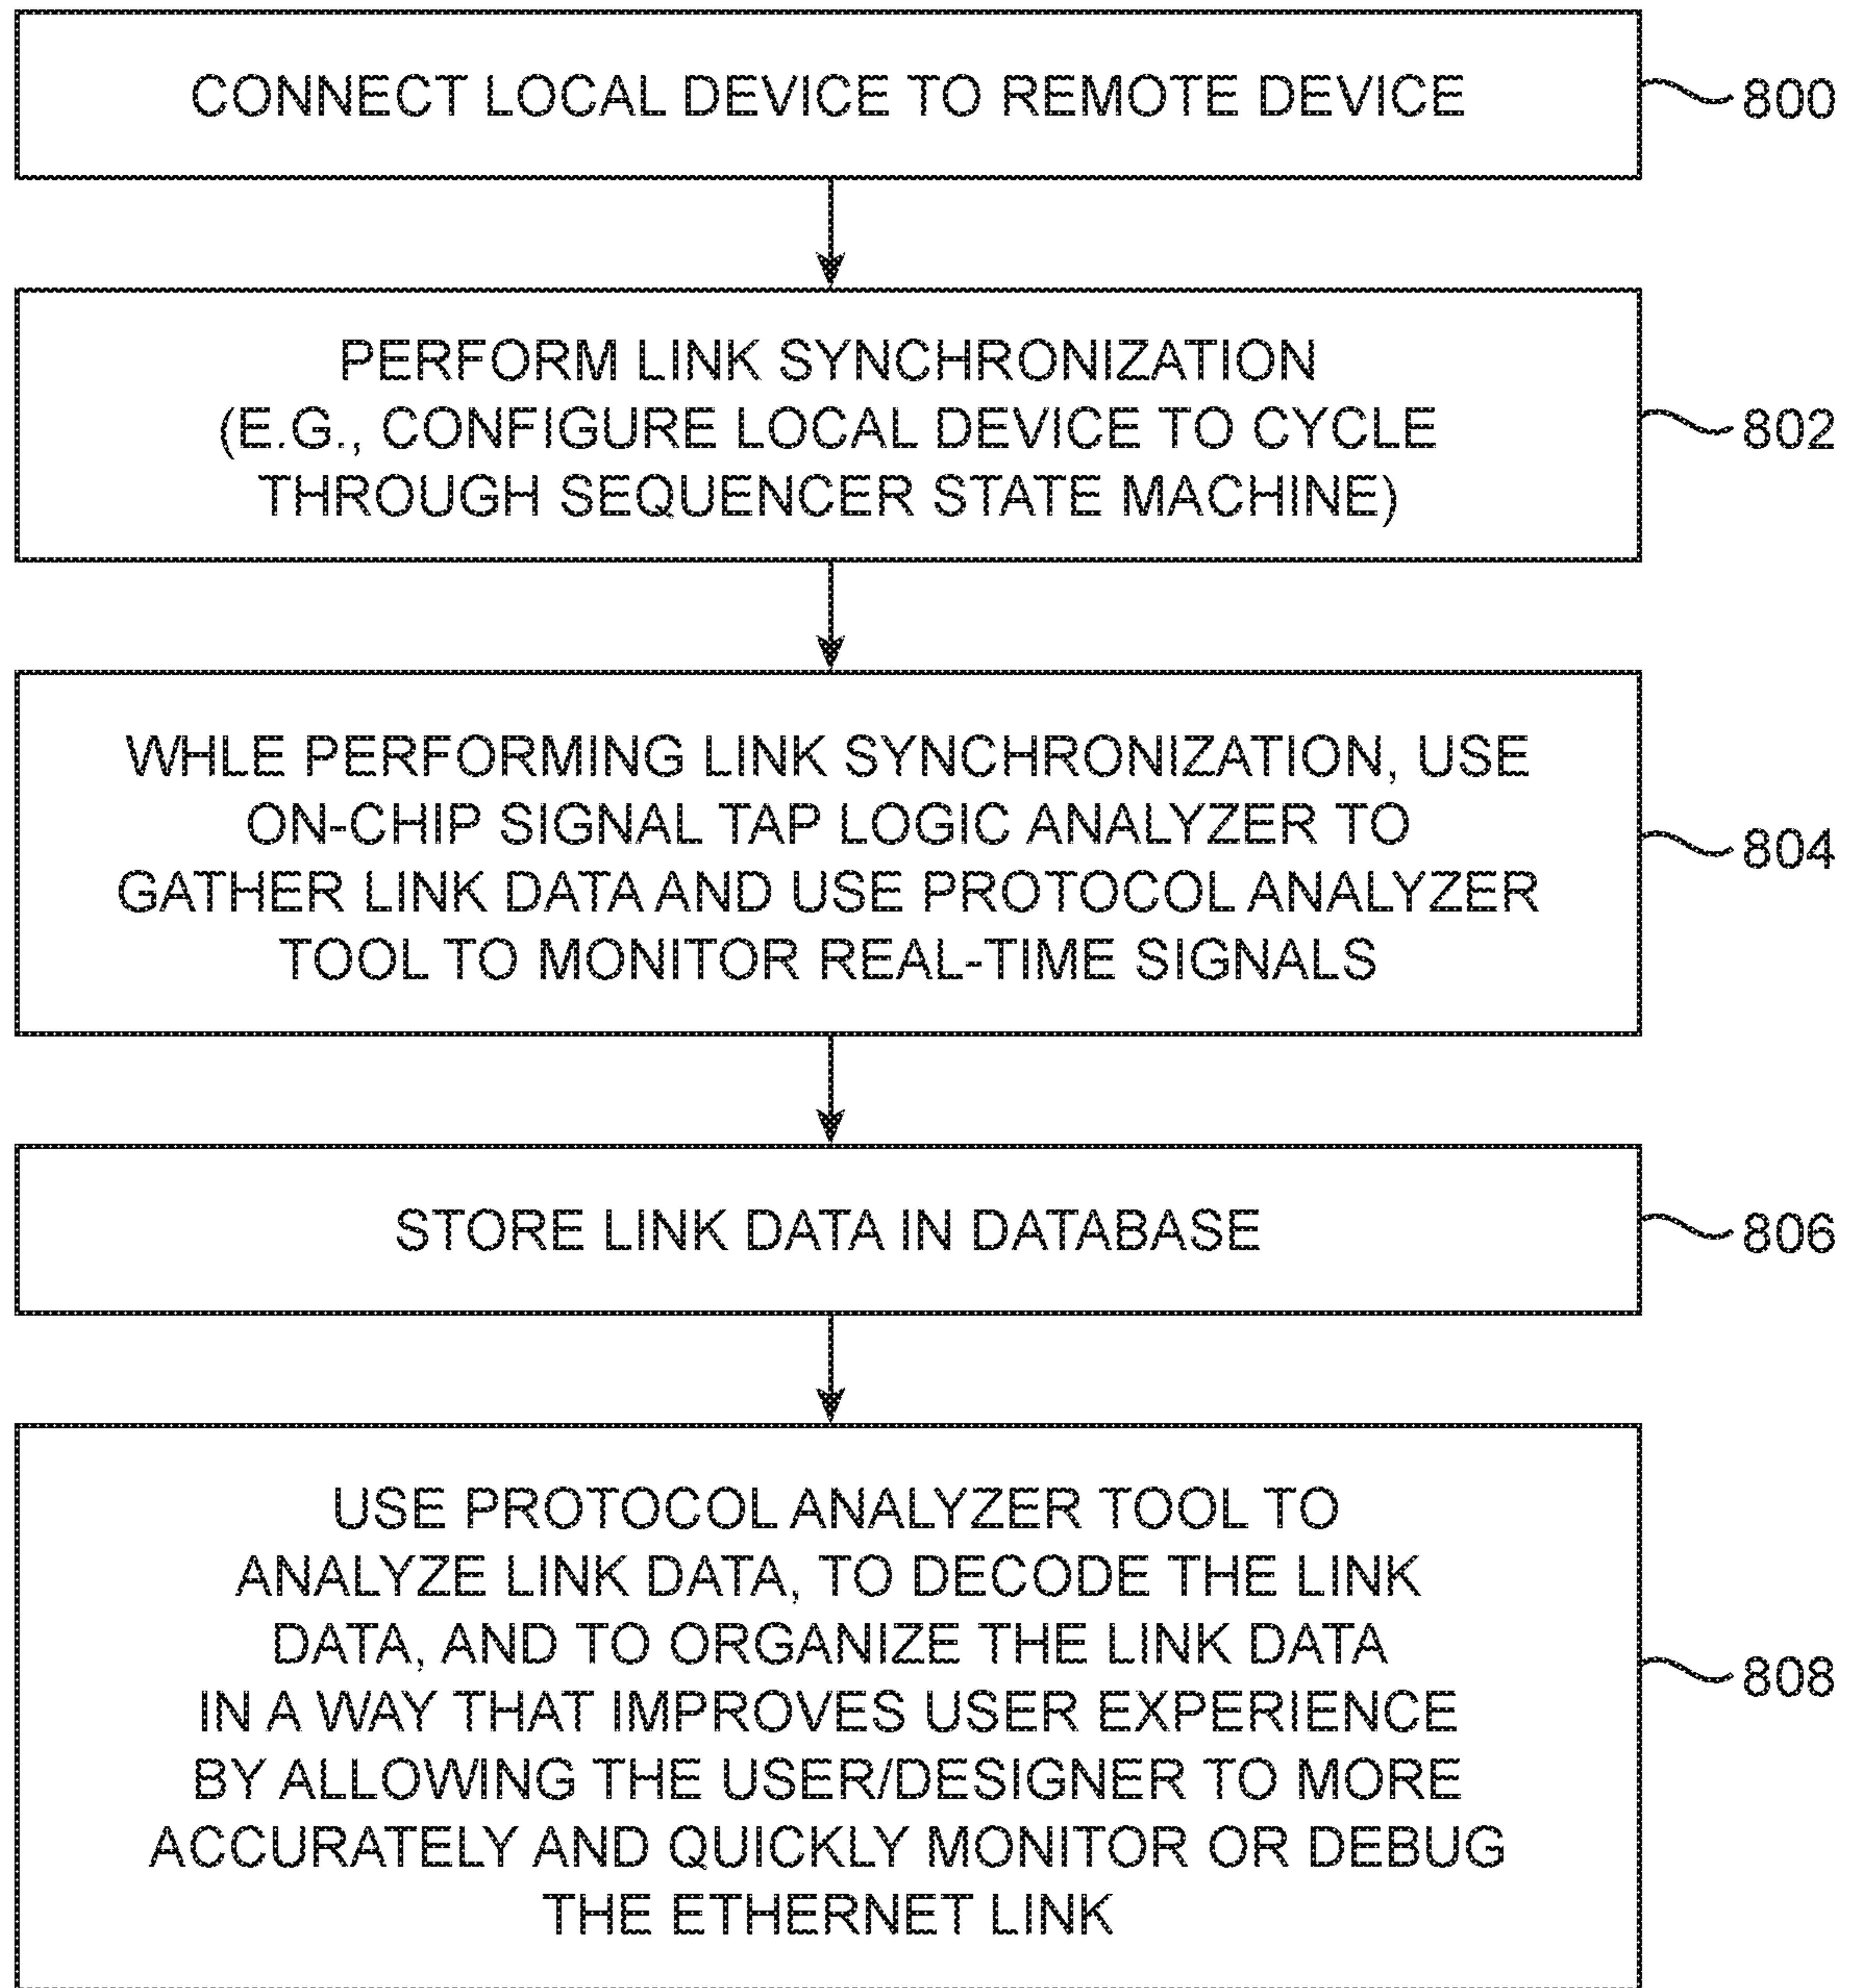 CONNECT LOCAL DEVICE TO REMOTE DEVICE
800
PERFORM LINK SYNCHRONIZATION
(E.G., CONFIGURE LOCAL DEVICE TO CYCLE
THROUGH SEQUENCER STATE MACHINE)
802
WHLE PERFORMING LINK SYNCHRONIZATION, USE
ON-CHIP SIGNAL TAP LOGIC ANALYZER TO
GATHER LINK DATA AND USE PROTOCOL ANALYZER
TOOL TO MONITOR REAL-TIME SIGNALS
804
STORE LINK DATA IN DATABASE
806
USE PROTOCOL ANALYZER TOOL TO
ANALYZE LINK DATA, TO DECODE THE LINK
DATA, AND TO ORGANIZE THE LINK DATA
IN A WAY THAT IMPROVES USER EXPERIENCE
BY ALLOWING THE USER/DESIGNER TO MORE
ACCURATELY AND QUICKLY MONITOR OR DEBUG
THE ETHERNET LINK
808